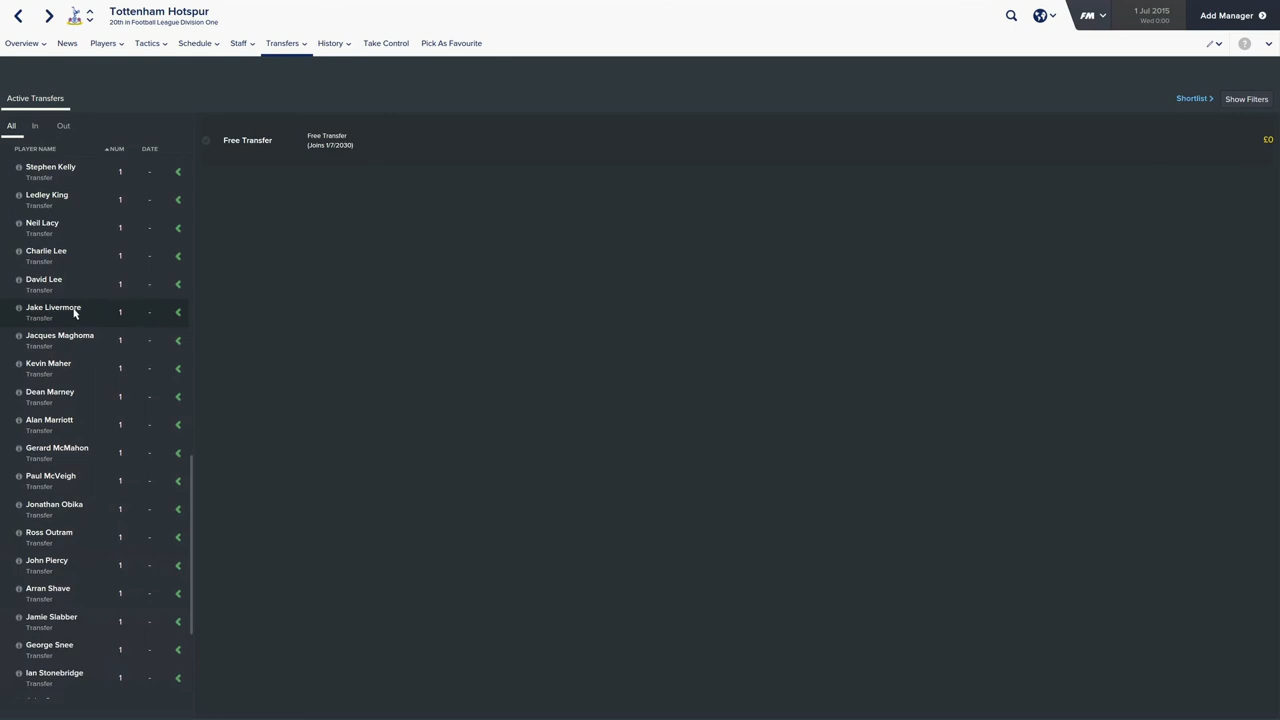 Tottenham Hotspur
20th in Football League Division One
FM
1 Jul 2015
Wed 0:00
Add Manager
Overview
News
Players
Tactics
Schedule
Staff
Transfers
History
Take Control
Pick As Favourite
?
Active Transfers
Shortlist >
Show Filters
All In Out
PLAYER NAME NUM DATE
Free Transfer
Free Transfer
(Joins 1/7/2030)
£0
Stephen Kelly 1 -
Transfer
Ledley King 1 -
Transfer
Neil Lacy 1 -
Transfer
Charlie Lee 1 -
Transfer
David Lee 1 -
Transfer
Jake Livermore 1 -
Transfer
Jacques Maghoma 1 -
Transfer
Kevin Maher 1 -
Transfer
Dean Marney 1 -
Transfer
Alan Marriott 1 -
Transfer
Gerard McMahon 1 -
Transfer
Paul McVeigh 1 -
Transfer
Jonathan Obika 1 -
Transfer
Ross Outram 1 -
Transfer
John Piercy 1 -
Transfer
Arran Shave 1 -
Transfer
Jamie Slabber 1 -
Transfer
George Snee 1 -
Transfer
Ian Stonebridge 1 -
Transfer